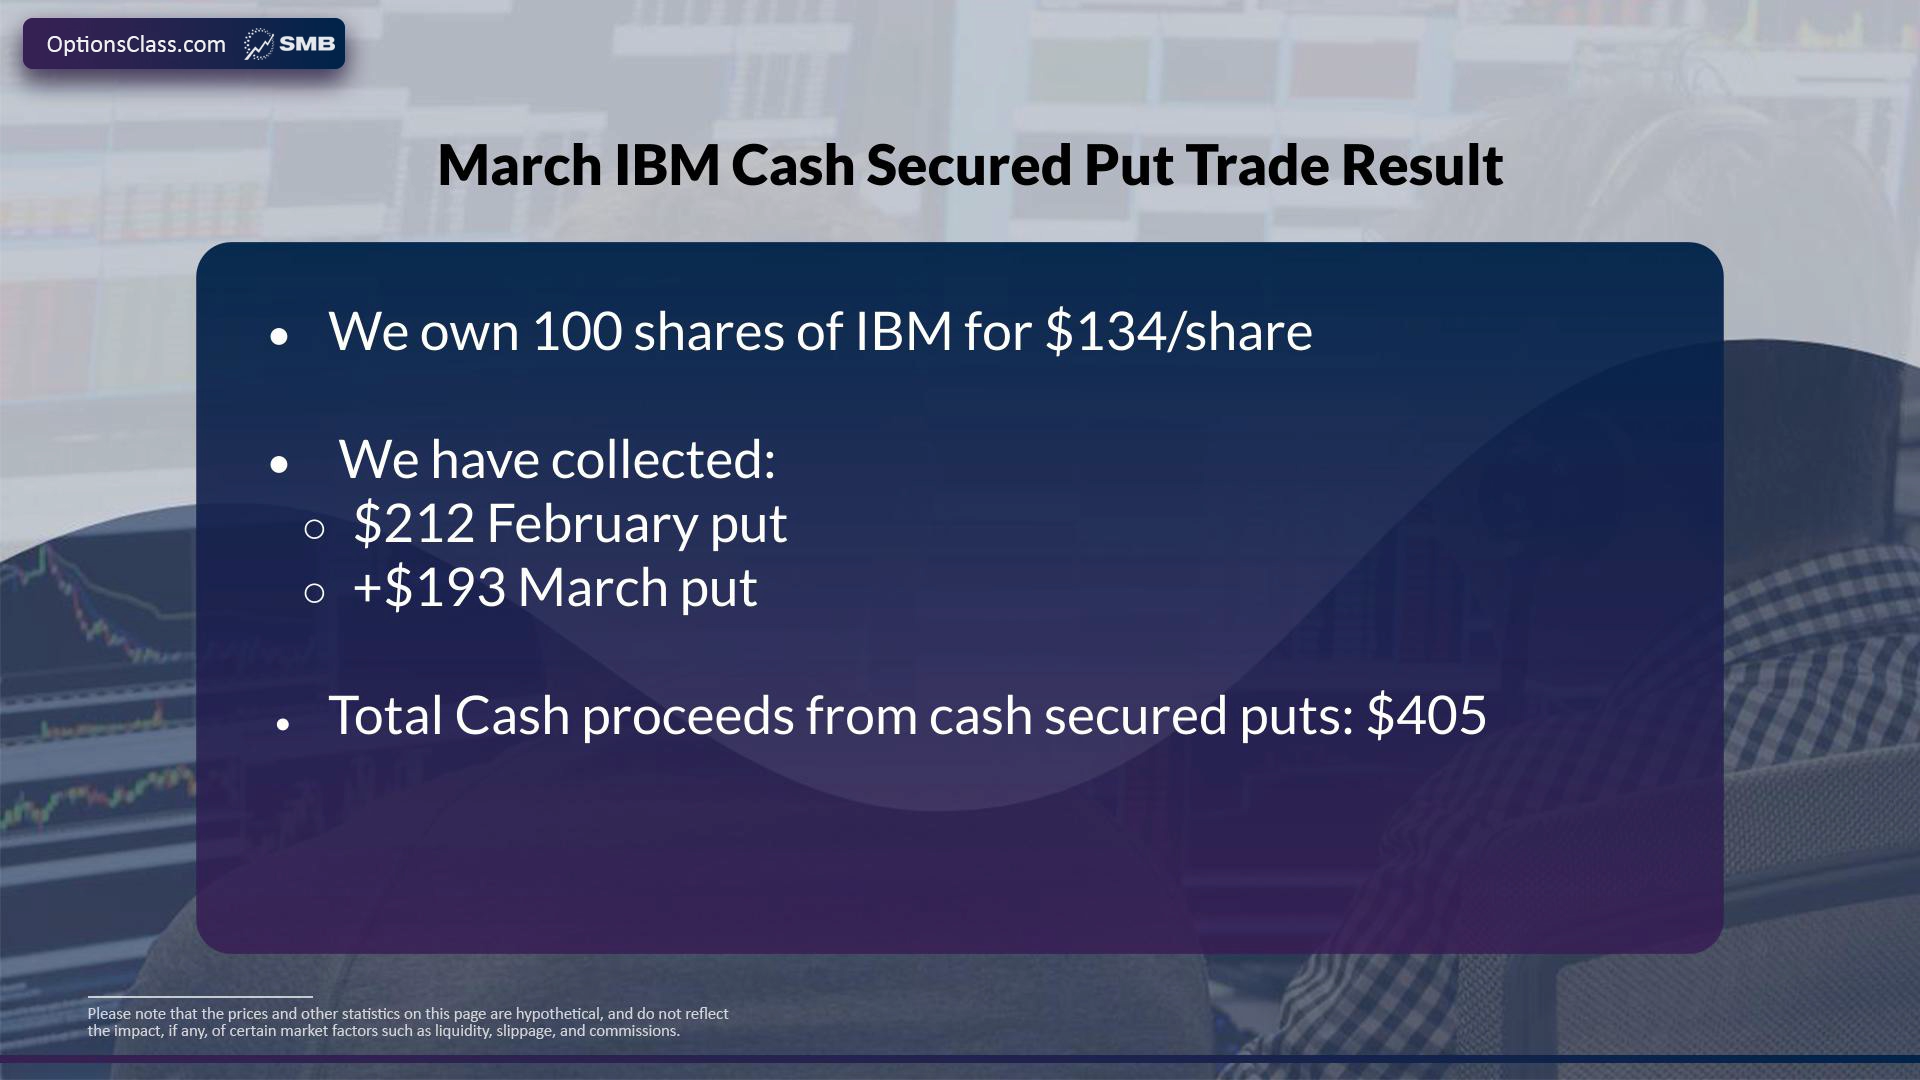 OptionsClass.com SMB
March IBM Cash Secured Put Trade Result
• We own 100 shares of IBM for $134/share
• We have collected:
○ $212 February put
○ +$193 March put
• Total Cash proceeds from cash secured puts: $405
Please note that the prices and other statistics on this page are hypothetical, and do not reflect
the impact, if any, of certain market factors such as liquidity, slippage, and commissions.